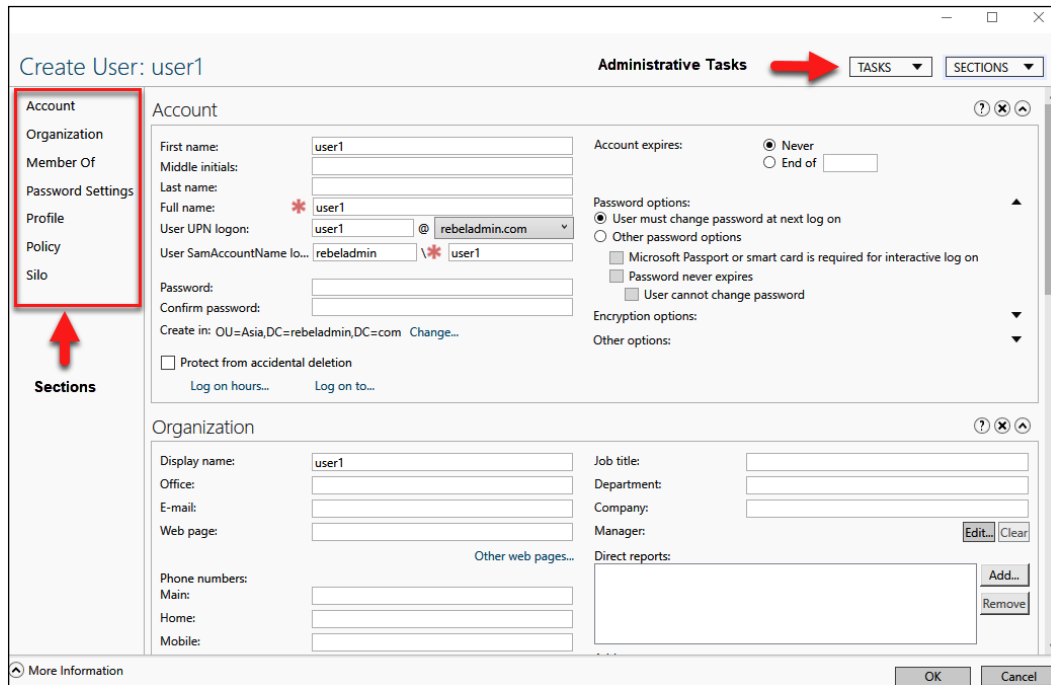 Create User: user1
Administrative Tasks
TASKS
SECTIONS
Account
Organization
Member Of
Password Settings
Profile
Policy
Silo
Sections
Account
First name:
user1
Middle initials:
Last name:
Full name:
* user1
User UPN logon:
user1 @ rebeladmin.com
User SamAccountName lo...
rebeladmin \* user1
Password:
Confirm password:
Create in: OU=Asia,DC=rebeladmin,DC=com Change...
Protect from accidental deletion
Log on hours... Log on to...
Account expires:
Never
End of
Password options:
User must change password at next log on
Other password options
Microsoft Passport or smart card is required for interactive log on
Password never expires
User cannot change password
Encryption options:
Other options:
Organization
Display name:
user1
Office:
E-mail:
Web page:
Other web pages...
Phone numbers:
Main:
Home:
Mobile:
Job title:
Department:
Company:
Manager:
Edit... Clear
Direct reports:
Add...
Remove
More Information
OK Cancel